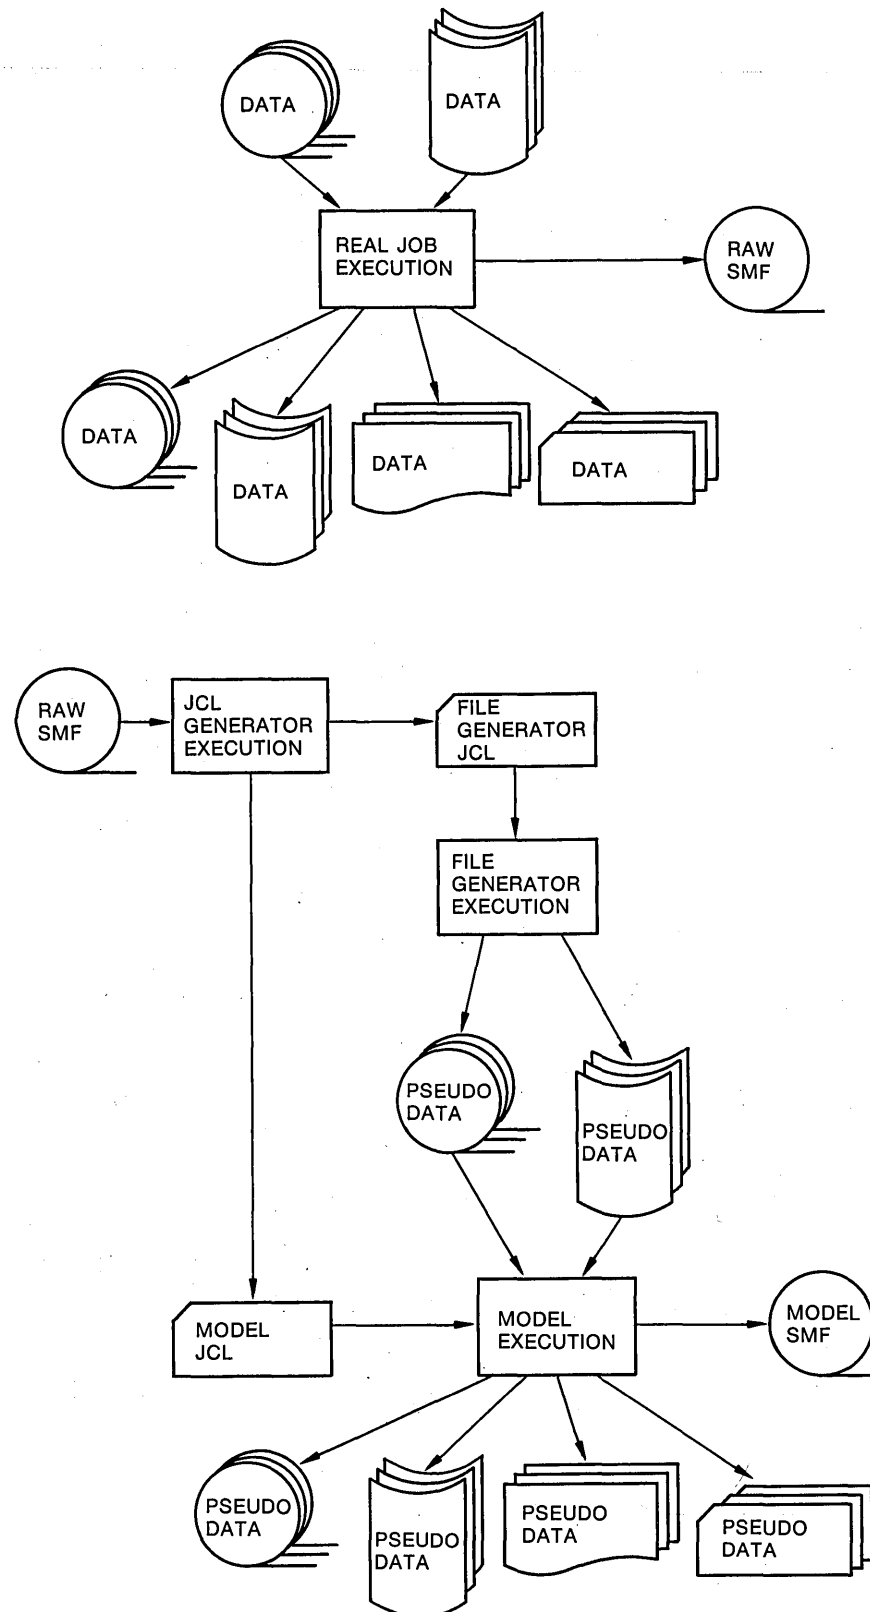 DATA
DATA
REAL JOB
EXECUTION
RAW
SMF
DATA
DATA
DATA
DATA
RAW
SMF
JCL
GENERATOR
EXECUTION
FILE
GENERATOR
JCL
FILE
GENERATOR
EXECUTION
PSEUDO
DATA
PSEUDO
DATA
MODEL
JCL
MODEL
EXECUTION
MODEL
SMF
PSEUDO
DATA
PSEUDO
DATA
PSEUDO
DATA
PSEUDO
DATA